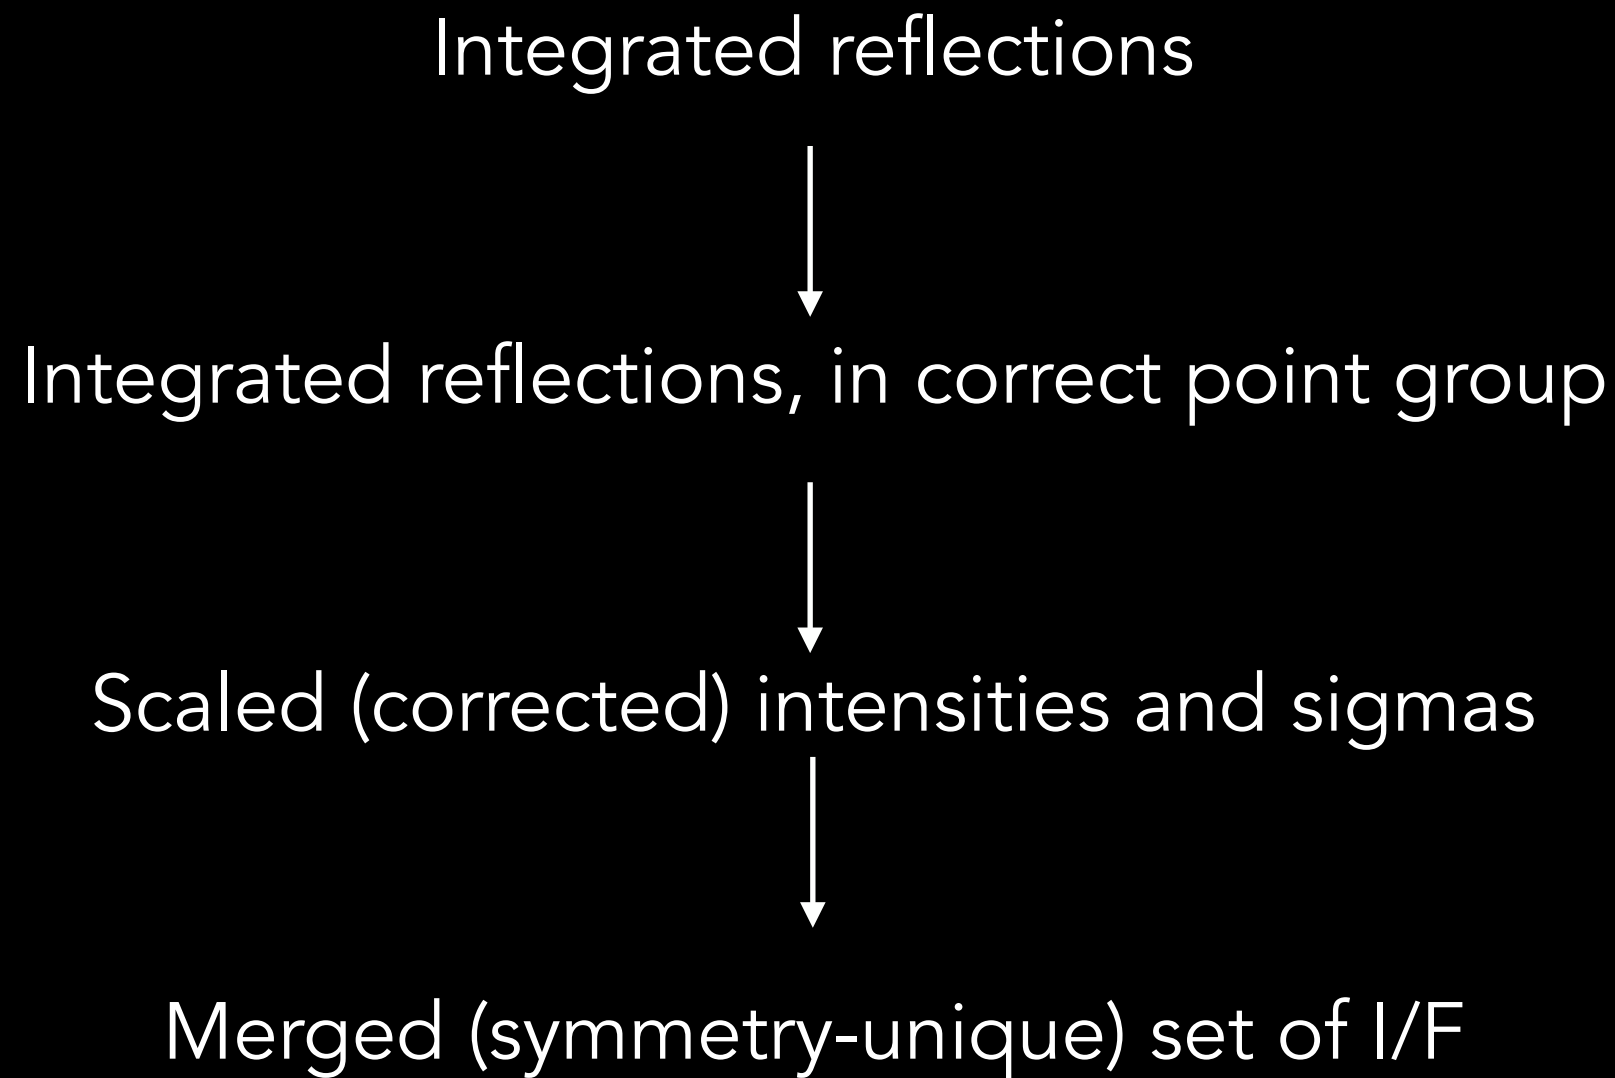 Integrated reflections
Integrated reflections, in correct point group
Scaled (corrected) intensities and sigmas
Merged (symmetry-unique) set of I/F